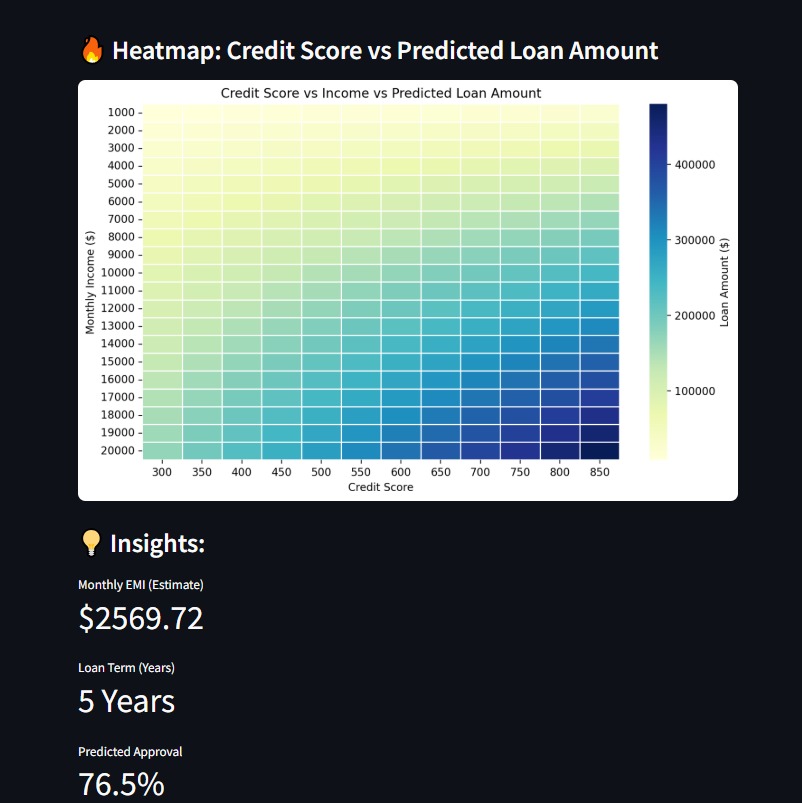 🔥 Heatmap: Credit Score vs Predicted Loan Amount
Credit Score vs Income vs Predicted Loan Amount
Monthly Income ($)
1000
2000
3000
4000
5000
6000
7000
8000
9000
10000
11000
12000
13000
14000
15000
16000
17000
18000
19000
20000
300 350 400 450 500 550 600 650 700 750 800 850
Credit Score
400000
300000
200000
100000
Loan Amount ($)
💡 Insights:
Monthly EMI (Estimate)
$2569.72
Loan Term (Years)
5 Years
Predicted Approval
76.5%